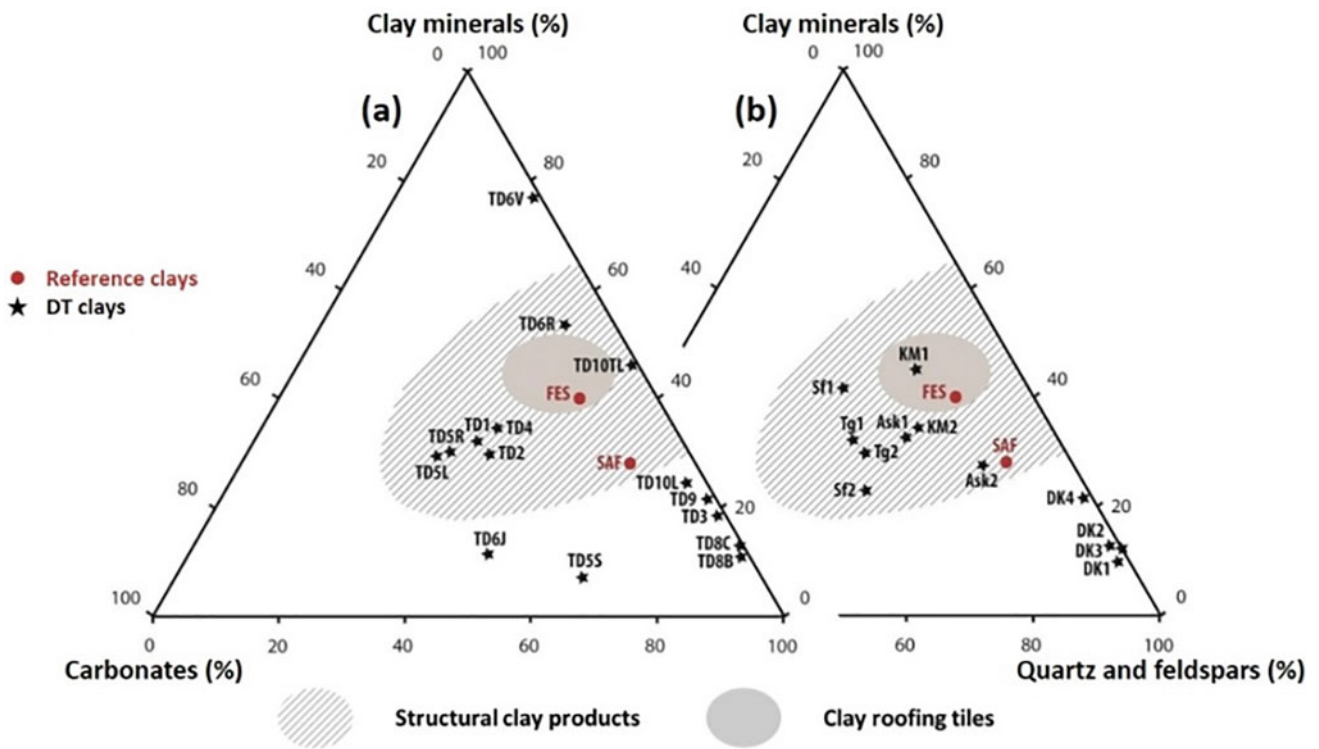 Clay minerals (%)
Clay minerals (%)
0 100
0 100
(a)
(b)
20
80
20
80
TD6V
40
60
40
60
Reference clays
DT clays
TD6R
TD10TL
KM1
60
40
40
FES
Sf1
FES
TD1
TD4
TD5R
TD2
TD5L
Tg1
Ask1
KM2
Tg2
SAF
SAF
Ask2
Sf2
80
TD10L
TD9
20
TD3
DK4
20
TD6J
TD8C
TD8B
TD5S
DK2
DK3
DK1
100
0
0
0
20
40
60
80
100
60
80
100
Carbonates (%)
Quartz and feldspars (%)
Structural clay products
Clay roofing tiles